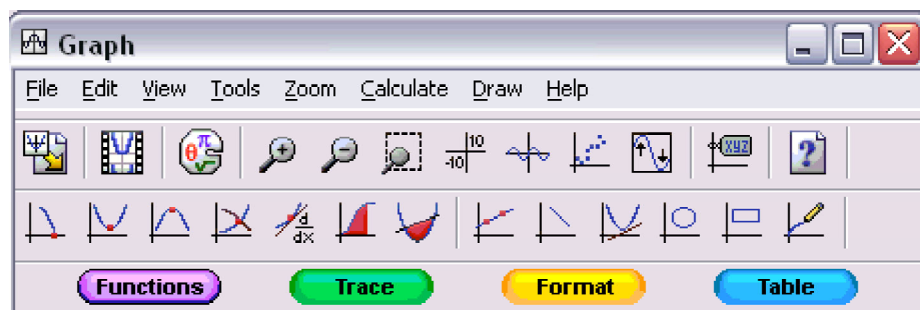 Graph
File Edit View Tools Zoom Calculate Draw Help
θ π 10 -10 xyz ?
d/dx
Functions Trace Format Table